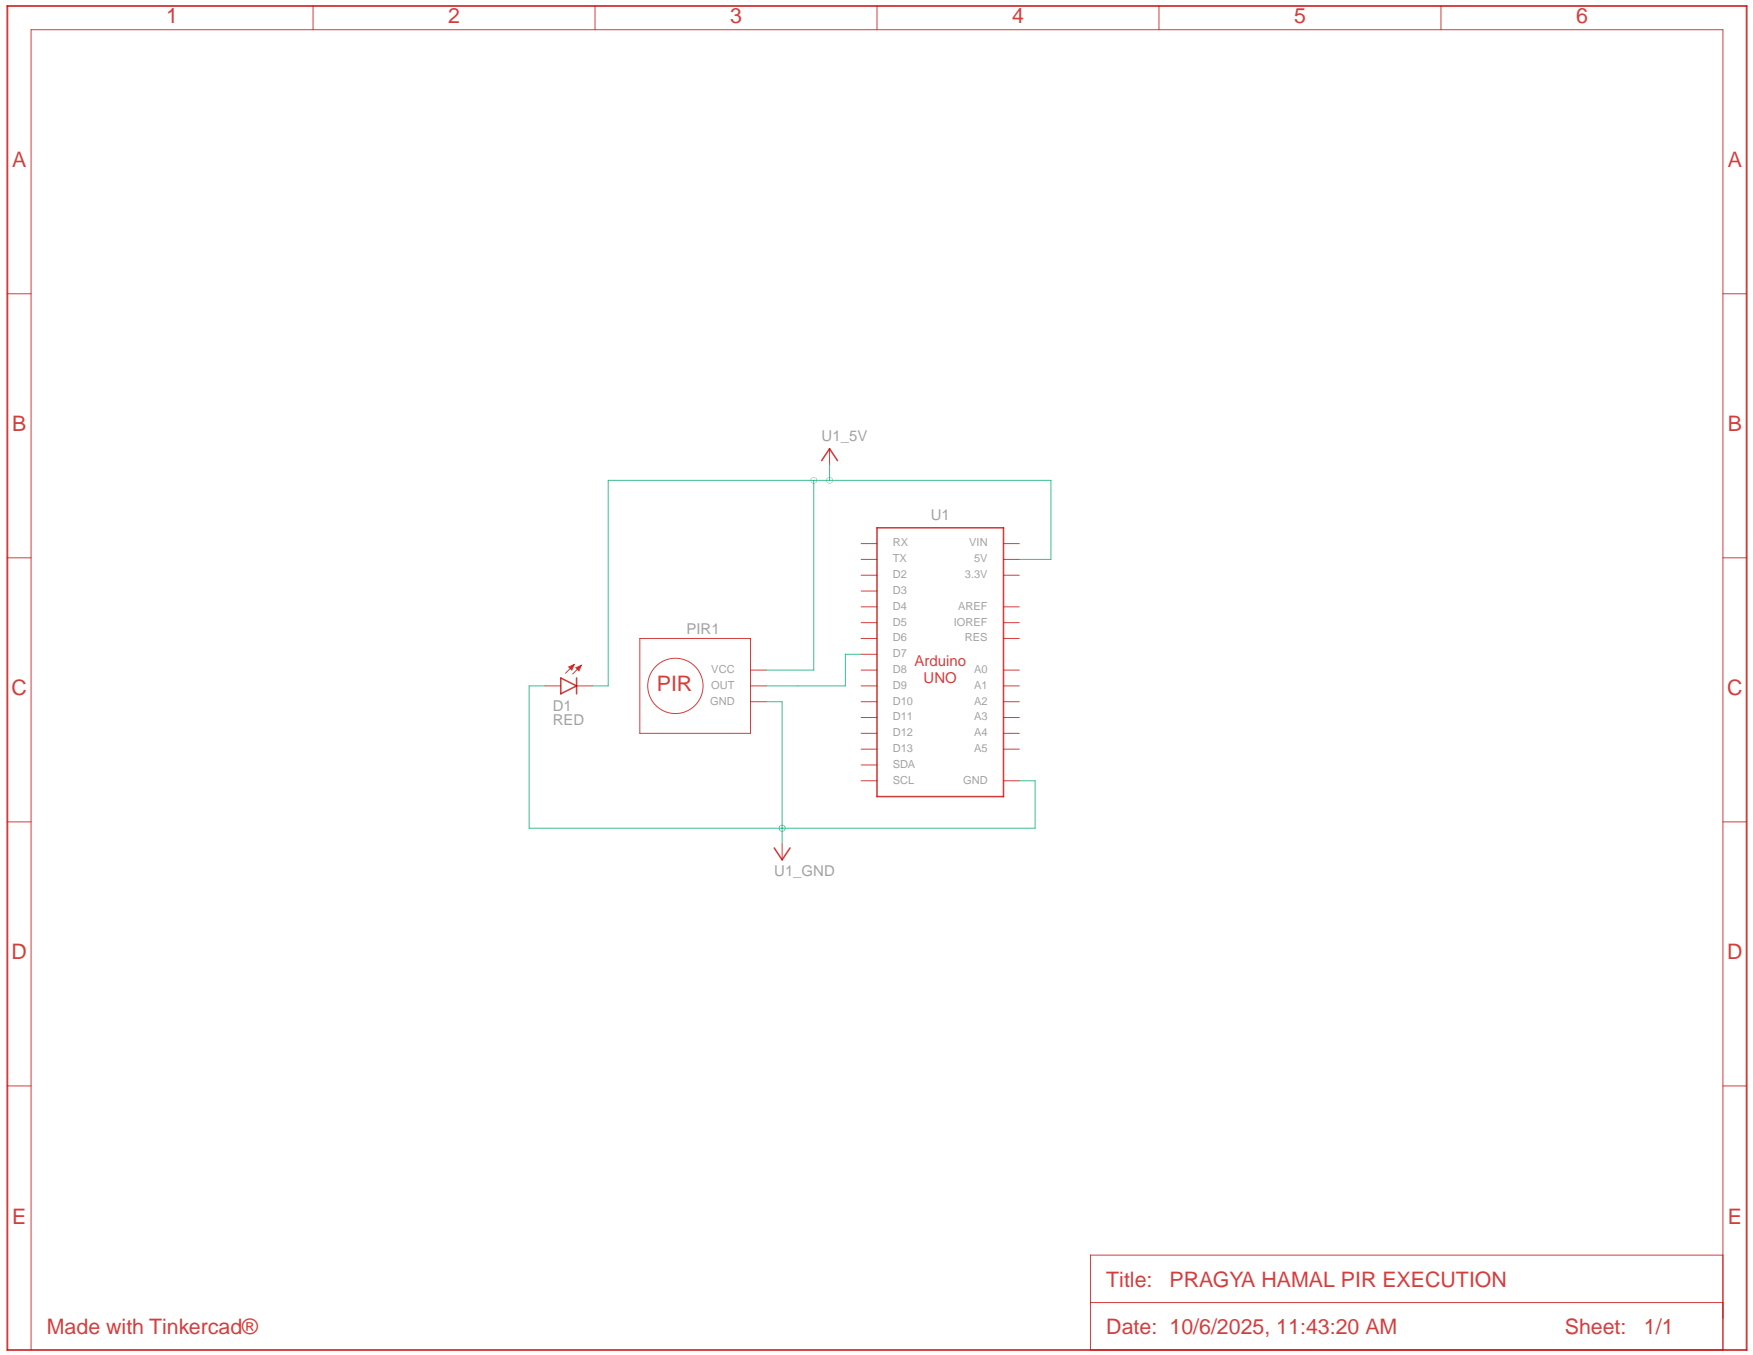 1 2 3 4 5 6
A A
B B
C C
D D
E E
U1_5V
U1
RX VIN
TX 5V
D2 3.3V
D3
D4 AREF
D5 IOREF
D6 RES
D7
D8 A0
D9 A1
D10 A2
D11 A3
D12 A4
D13 A5
SDA
SCL GND
Arduino
UNO
PIR1
PIR
VCC
OUT
GND
D1
RED
U1_GND
Title: PRAGYA HAMAL PIR EXECUTION
Made with Tinkercad®
Date: 10/6/2025, 11:43:20 AM Sheet: 1/1